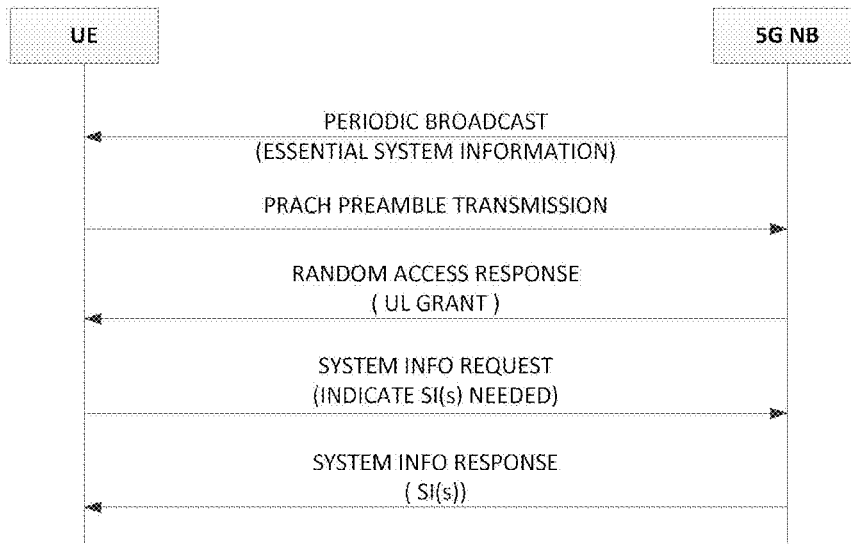 UE
5G NB
PERIODIC BROADCAST
(ESSENTIAL SYSTEM INFORMATION)
PRACH PREAMBLE TRANSMISSION
RANDOM ACCESS RESPONSE
( UL GRANT )
SYSTEM INFO REQUEST
(INDICATE SI(s) NEEDED)
SYSTEM INFO RESPONSE
( SI(s))